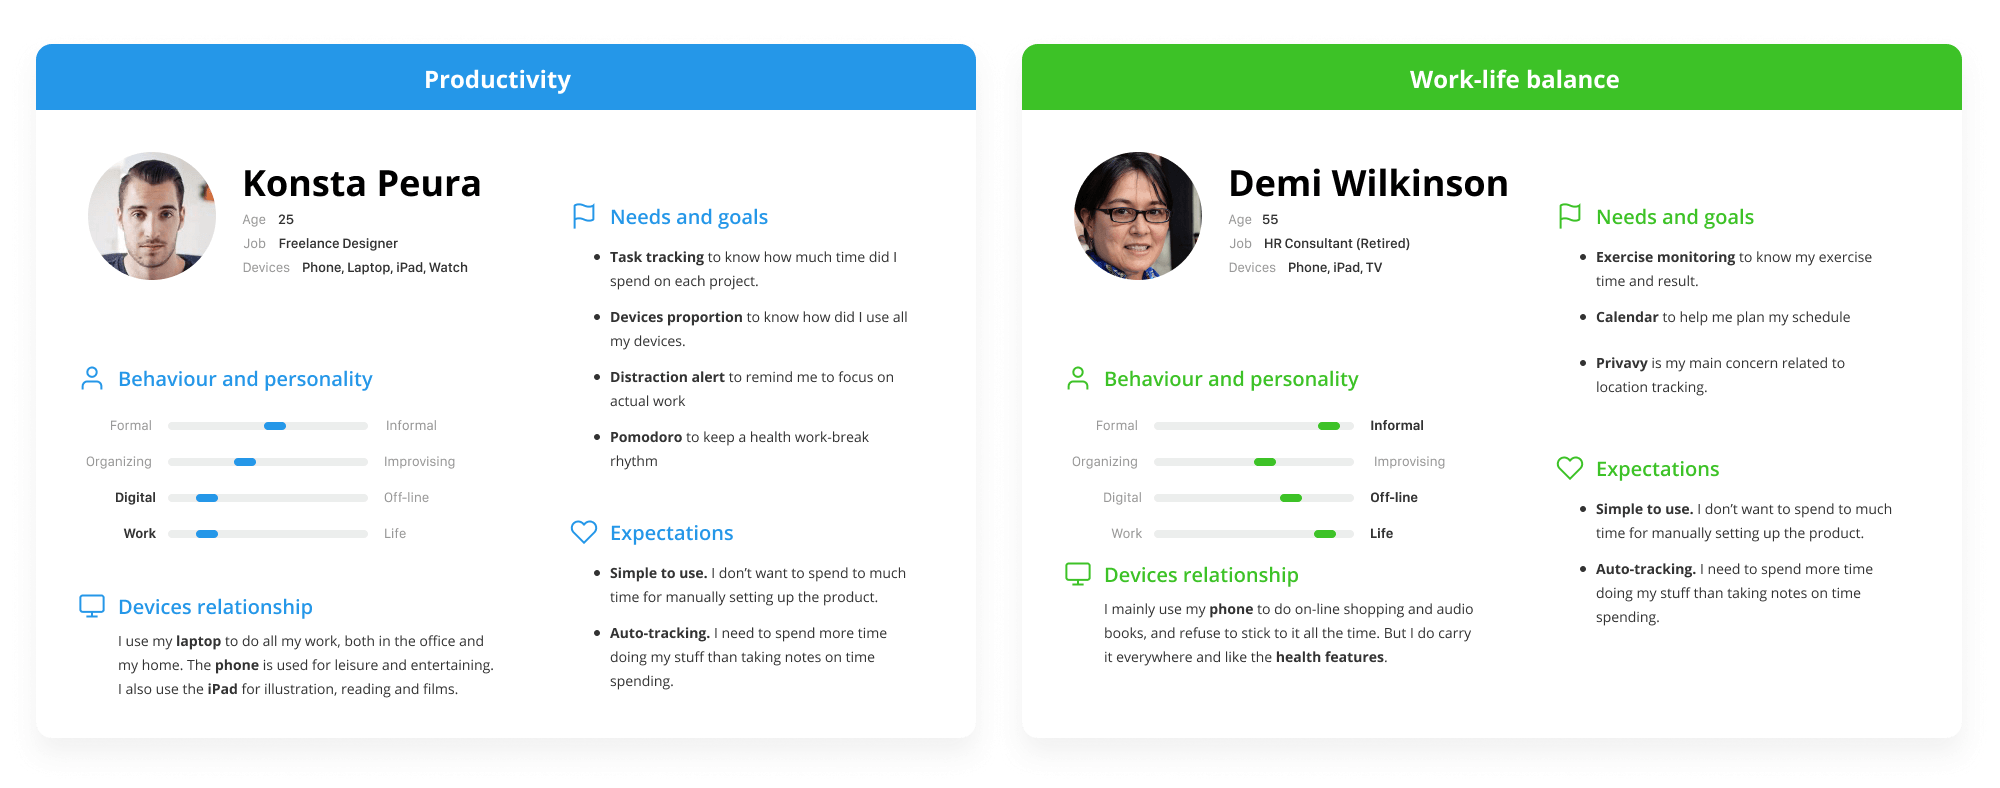 Productivity
Konsta Peura
Age 25
Job Freelance Designer
Devices Phone, Laptop, iPad, Watch
Behaviour and personality
Formal Informal
Organizing Improvising
Digital Off-line
Work Life
Devices relationship
I use my laptop to do all my work, both in the office and
my home. The phone is used for leisure and entertaining.
I also use the iPad for illustration, reading and films.
Needs and goals
• Task tracking to know how much time did I
spend on each project.
• Devices proportion to know how did I use all
my devices.
• Distraction alert to remind me to focus on
actual work
• Pomodoro to keep a health work-break
rhythm
Expectations
• Simple to use. I don’t want to spend to much
time for manually setting up the product.
• Auto-tracking. I need to spend more time
doing my stuff than taking notes on time
spending.
Work-life balance
Demi Wilkinson
Age 55
Job HR Consultant (Retired)
Devices Phone, iPad, TV
Behaviour and personality
Formal Informal
Organizing Improvising
Digital Off-line
Work Life
Devices relationship
I mainly use my phone to do on-line shopping and audio
books, and refuse to stick to it all the time. But I do carry
it everywhere and like the health features.
Needs and goals
• Exercise monitoring to know my exercise
time and result.
• Calendar to help me plan my schedule
• Privavy is my main concern related to
location tracking.
Expectations
• Simple to use. I don’t want to spend to much
time for manually setting up the product.
• Auto-tracking. I need to spend more time
doing my stuff than taking notes on time
spending.